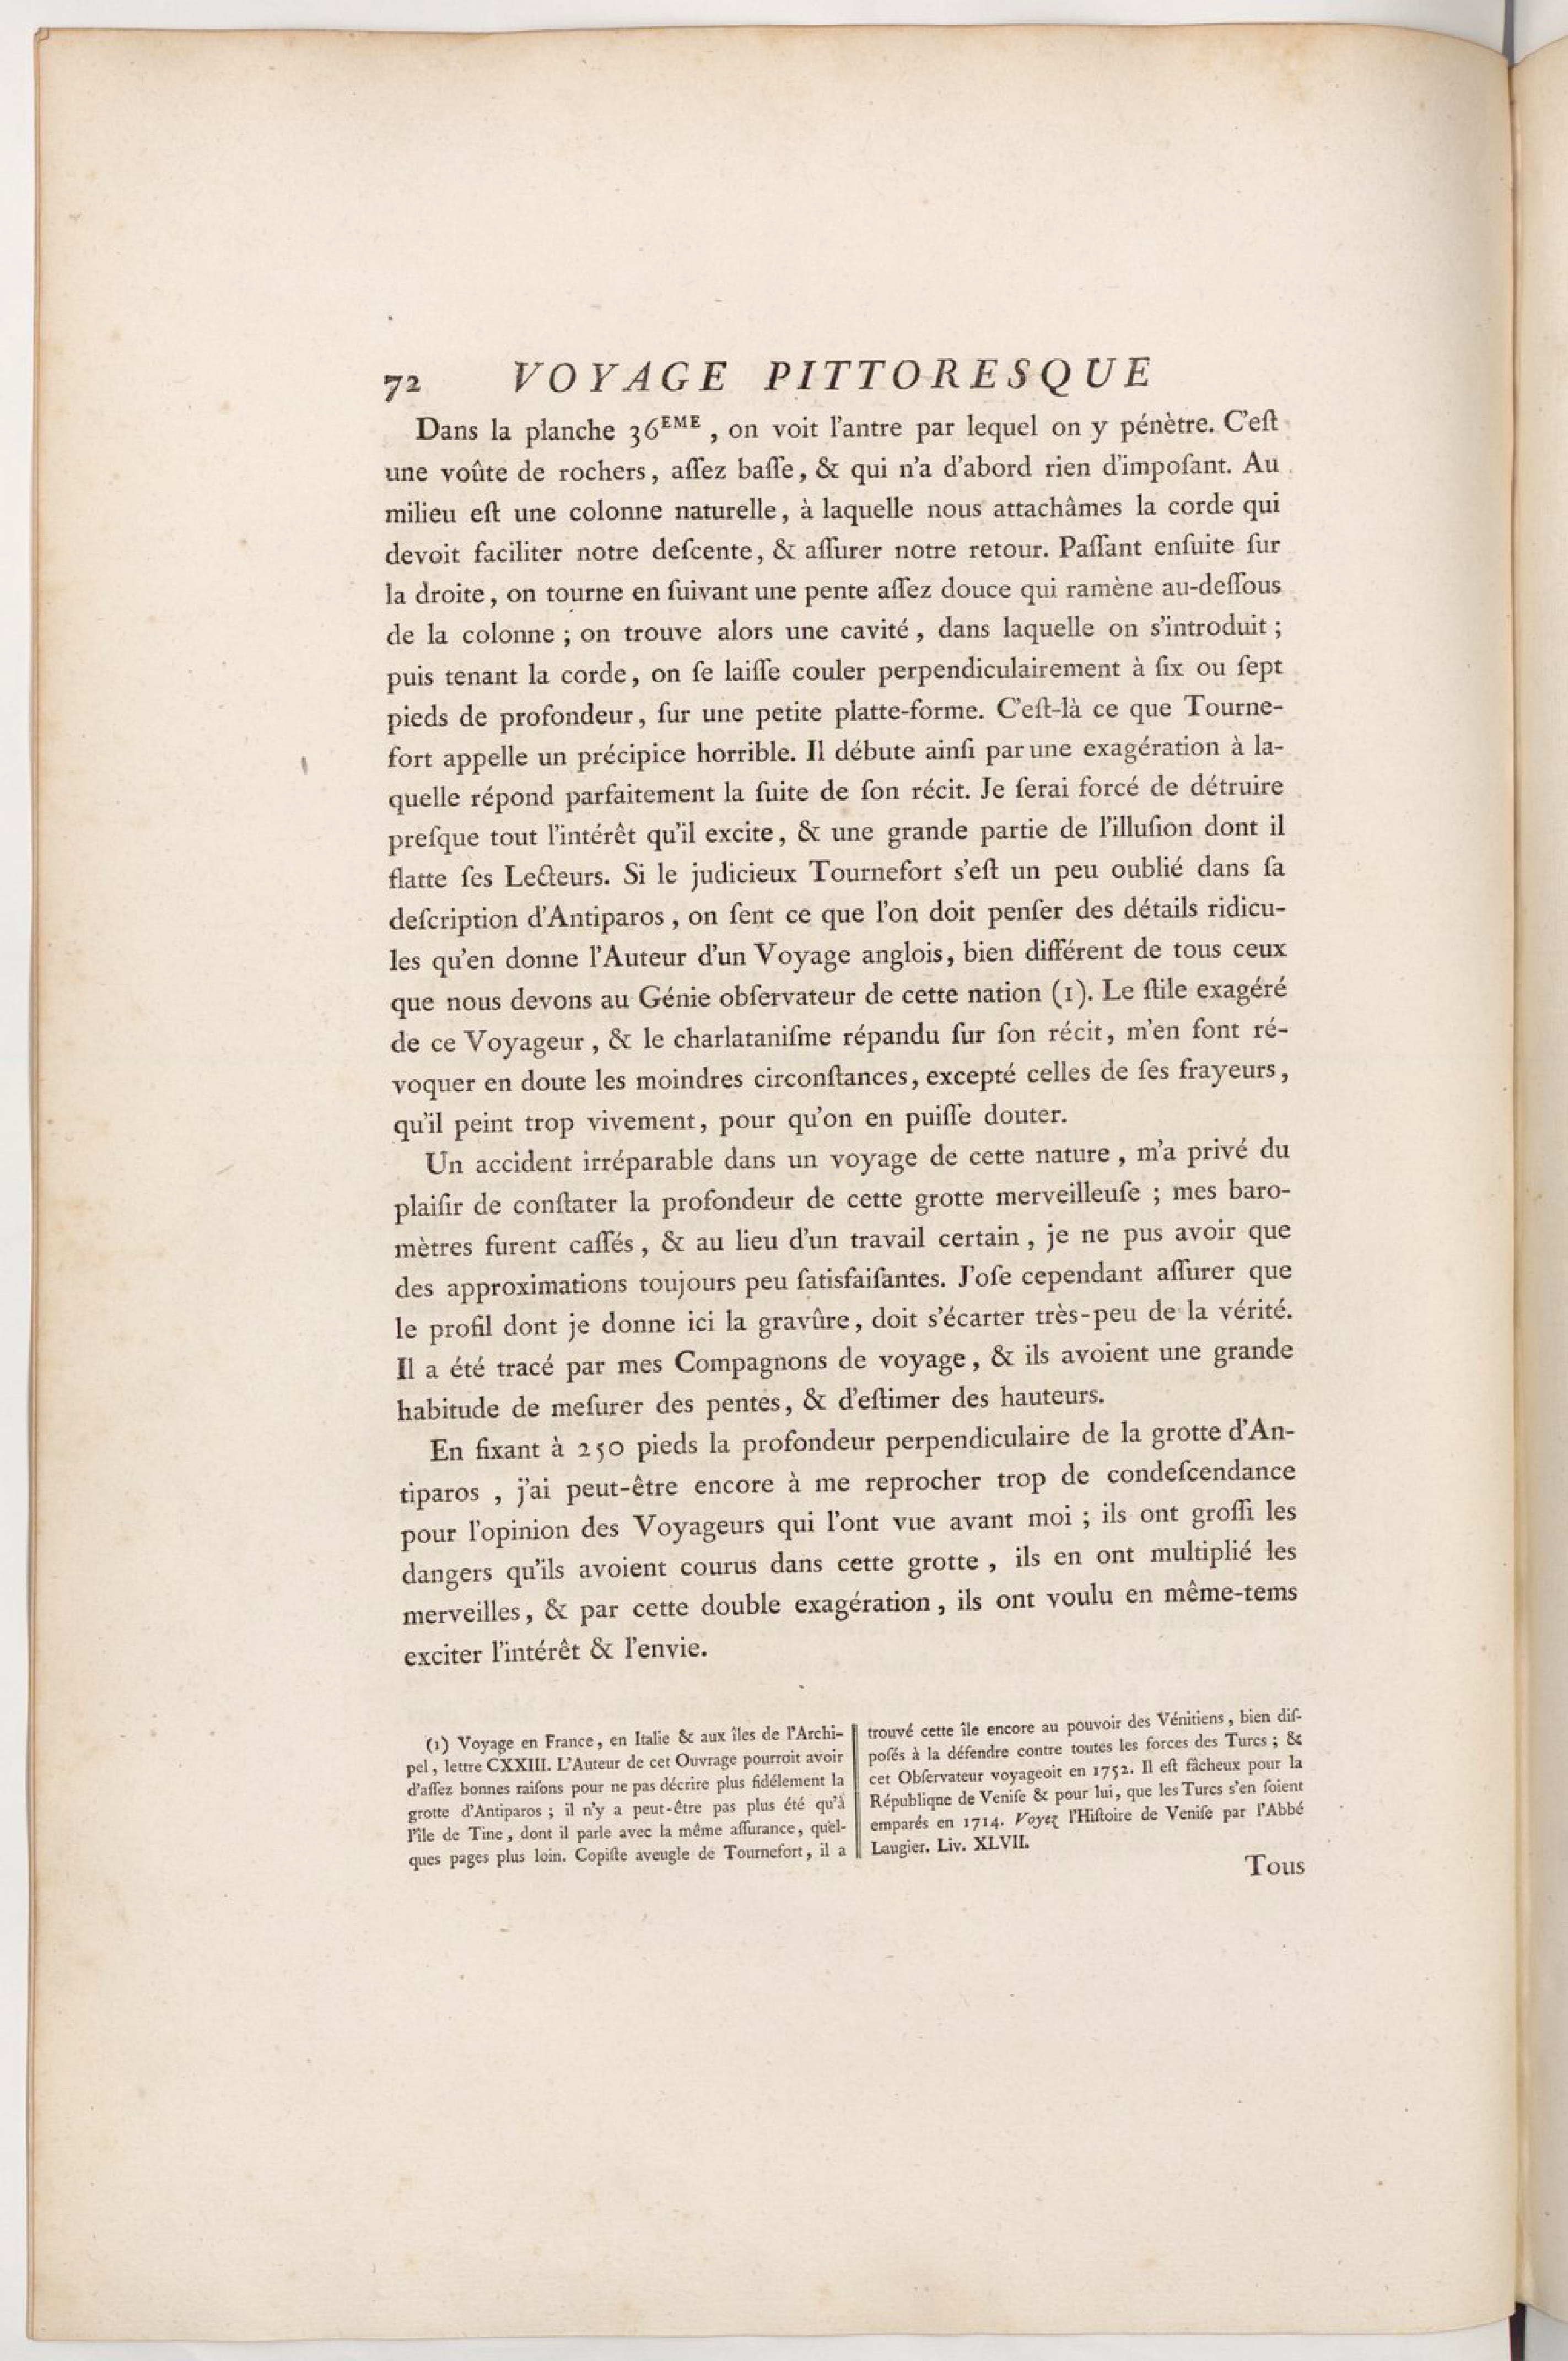 72 VOYAGE PITTORESQUE
Dans la planche 36EME , on voit l'antre par lequel on y pénètre. C'eſt
une voûte de rochers, aſſez baſſe, & qui n'a d'abord rien d'impoſant. Au
milieu eſt une colonne naturelle, à laquelle nous attachâmes la corde qui
devoit faciliter notre deſcente, & aſſurer notre retour. Paſſant enſuite ſur
la droite, on tourne en ſuivant une pente aſſez douce qui ramène au-deſſous
de la colonne ; on trouve alors une cavité, dans laquelle on s'introduit ;
puis tenant la corde, on ſe laiſſe couler perpendiculairement à ſix ou ſept
pieds de profondeur, ſur une petite platte-forme. C'eſt-là ce que Tourne-
fort appelle un précipice horrible. Il débute ainſi par une exagération à la-
quelle répond parfaitement la ſuite de ſon récit. Je ſerai forcé de détruire
preſque tout l'intérêt qu'il excite, & une grande partie de l'illuſion dont il
flatte ſes Lecteurs. Si le judicieux Tournefort s'eſt un peu oublié dans ſa
deſcription d'Antiparos, on ſent ce que l'on doit penſer des détails ridicu-
les qu'en donne l'Auteur d'un Voyage anglois, bien différent de tous ceux
que nous devons au Génie obſervateur de cette nation (1). Le ſtile exagéré
de ce Voyageur, & le charlataniſme répandu ſur ſon récit, m'en font ré-
voquer en doute les moindres circonſtances, excepté celles de ſes frayeurs,
qu'il peint trop vivement, pour qu'on en puiſſe douter.
Un accident irréparable dans un voyage de cette nature, m'a privé du
plaiſir de conſtater la profondeur de cette grotte merveilleuſe ; mes baro-
mètres furent caſſés, & au lieu d'un travail certain, je ne pus avoir que
des approximations toujours peu ſatisfaiſantes. J'oſe cependant aſſurer que
le profil dont je donne ici la gravûre, doit s'écarter très-peu de la vérité.
Il a été tracé par mes Compagnons de voyage, & ils avoient une grande
habitude de meſurer des pentes, & d'eſtimer des hauteurs.
En fixant à 250 pieds la profondeur perpendiculaire de la grotte d'An-
tiparos , j'ai peut-être encore à me reprocher trop de condeſcendance
pour l'opinion des Voyageurs qui l'ont vue avant moi ; ils ont groſſi les
dangers qu'ils avoient courus dans cette grotte , ils en ont multiplié les
merveilles, & par cette double exagération, ils ont voulu en même-tems
exciter l'intérêt & l'envie.
(1) Voyage en France, en Italie & aux îles de l'Archi-
pel, lettre CXXIII. L'Auteur de cet Ouvrage pourroit avoir
d'aſſez bonnes raiſons pour ne pas décrire plus fidélement la
grotte d'Antiparos ; il n'y a peut-être pas plus été qu'à
l'île de Tine, dont il parle avec la même aſſurance, quel-
ques pages plus loin. Copiſte aveugle de Tournefort, il a
trouvé cette île encore au pouvoir des Vénitiens, bien diſ-
poſés à la défendre contre toutes les forces des Turcs ; &
cet Obſervateur voyageoit en 1752. Il eſt fâcheux pour la
République de Veniſe & pour lui, que les Turcs s'en ſoient
emparés en 1714. Voyez l'Hiſtoire de Veniſe par l'Abbé
Laugier. Liv. XLVII.
Tous